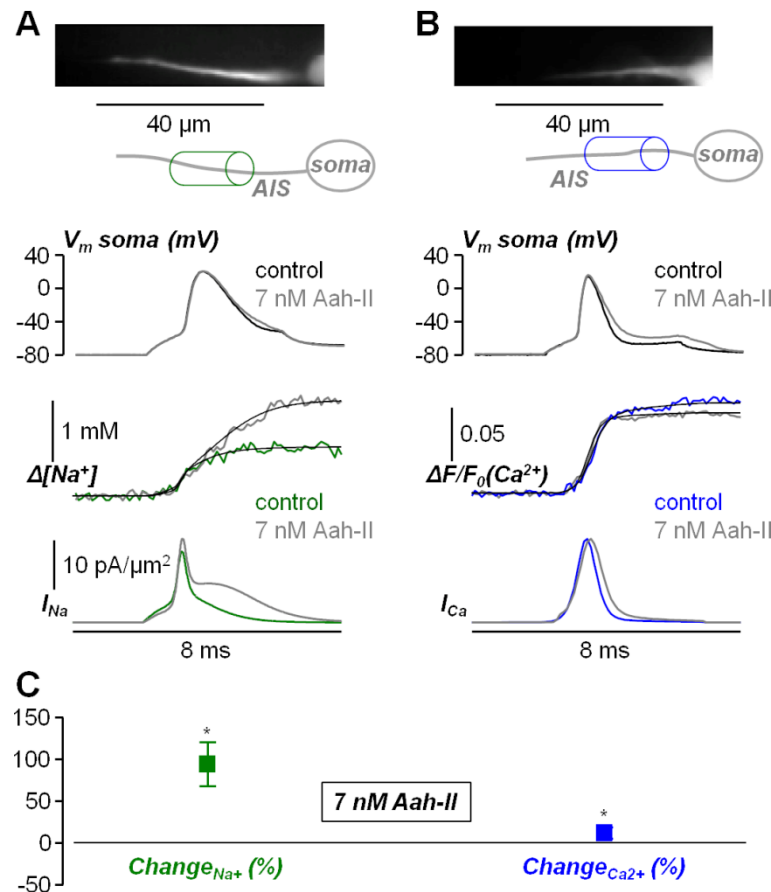 A
40 µm
soma
AIS
V_m soma (mV)
40
0
-40
-80
control
7 nM Aah-II
1 mM
Δ[Na⁺]
control
7 nM Aah-II
10 pA/µm²
I_Na
8 ms
B
40 µm
soma
AIS
V_m soma (mV)
40
0
-40
-80
control
7 nM Aah-II
0.05
ΔF/F₀(Ca²⁺)
control
7 nM Aah-II
I_Ca
8 ms
C
150
100
50
0
-50
*
*
7 nM Aah-II
Change_Na+ (%)
Change_Ca2+ (%)